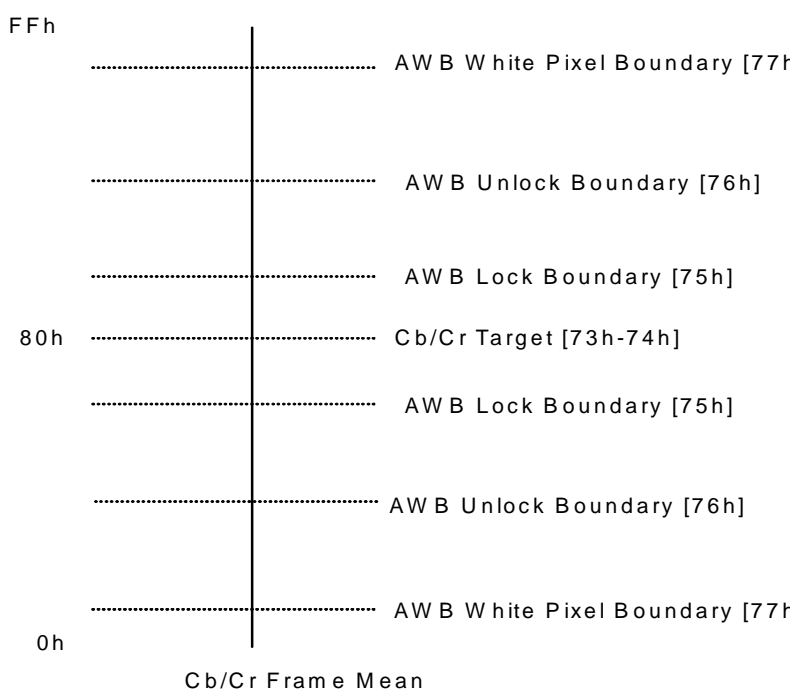 FFh
AWB White Pixel Boundary [77h
AWB Unlock Boundary [76h]
AWB Lock Boundary [75h]
80h
Cb/Cr Target [73h-74h]
AWB Lock Boundary [75h]
AWB Unlock Boundary [76h]
AWB White Pixel Boundary [77h
0h
Cb/Cr Frame Mean